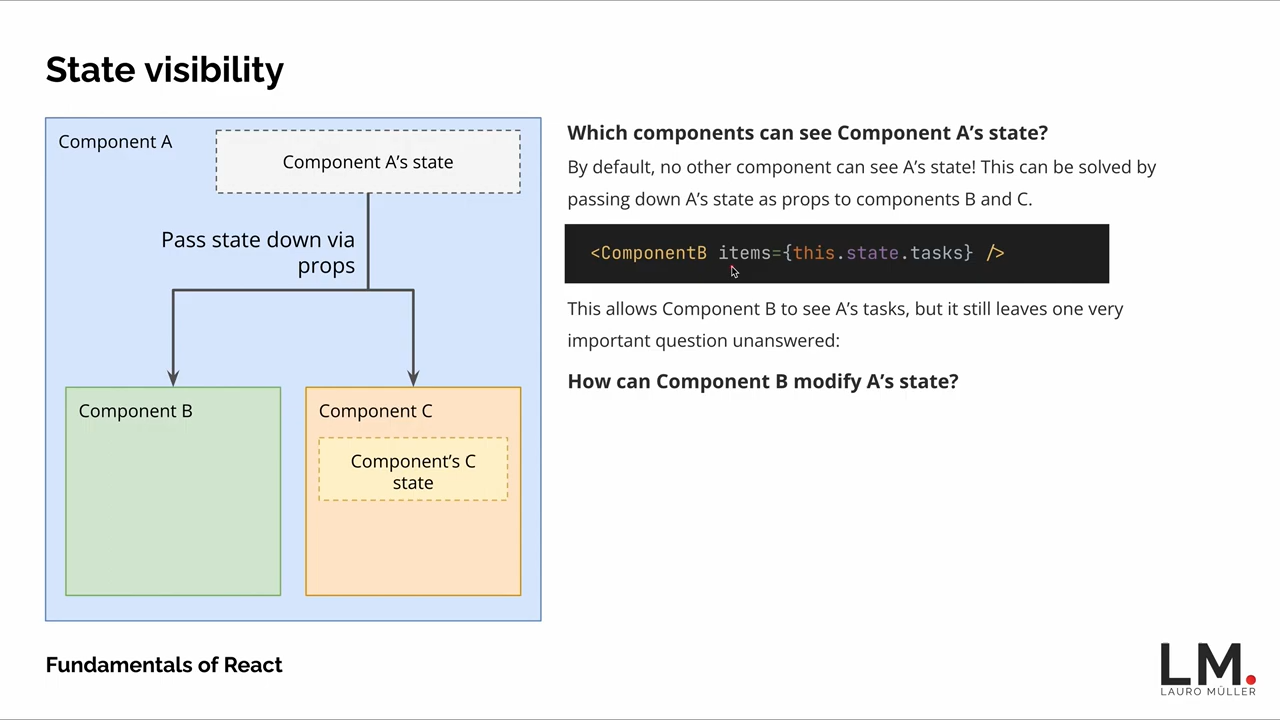 State visibility
Component A
Component A’s state
Pass state down via
props
Component B
Component C
Component’s C
state
Which components can see Component A’s state?
By default, no other component can see A’s state! This can be solved by
passing down A’s state as props to components B and C.
<ComponentB items={this.state.tasks} />
This allows Component B to see A’s tasks, but it still leaves one very
important question unanswered:
How can Component B modify A’s state?
Fundamentals of React
LM.
LAURO MÜLLER